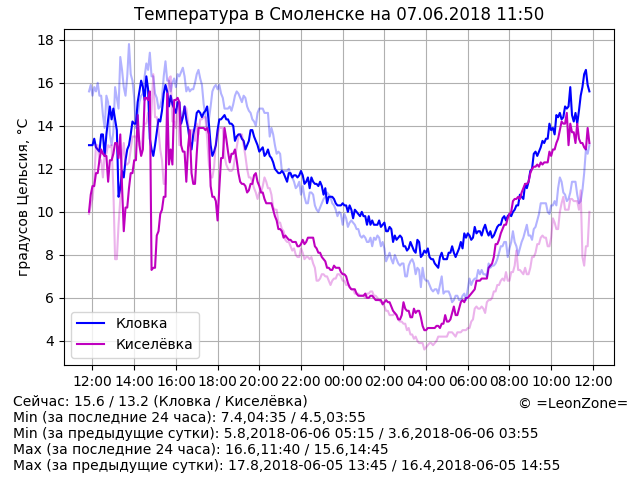 Температура в Смоленске на 07.06.2018 11:50
градусов Цельсия, °C
18
16
14
12
10
8
6
4
Кловка
Киселёвка
12:00 14:00 16:00 18:00 20:00 22:00 00:00 02:00 04:00 06:00 08:00 10:00 12:00
Сейчас: 15.6 / 13.2 (Кловка / Киселёвка)
© =LeonZone=
Min (за последние 24 часа): 7.4,04:35 / 4.5,03:55
Min (за предыдущие сутки): 5.8,2018-06-06 05:15 / 3.6,2018-06-06 03:55
Max (за последние 24 часа): 16.6,11:40 / 15.6,14:45
Max (за предыдущие сутки): 17.8,2018-06-05 13:45 / 16.4,2018-06-05 14:55